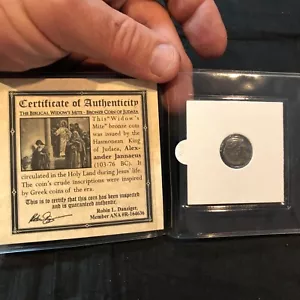 Certificate of Authenticity
THE BIBLICAL WIDOW'S MITE - BRONZE COIN OF JUDAEA
This "Widow's
Mite" bronze coin
was issued by the
Hasmonean King
of Judaea, Alex-
ander Jannaeus
(103-76 BC). It
circulated in the Holy Land during Jesus' life.
The coin's crude inscriptions were inspired
by Greek coins of the era.
This is to certify that this coin has been inspected
and is guaranteed authentic.
Robin L. Danziger,
Member ANA #R-164636